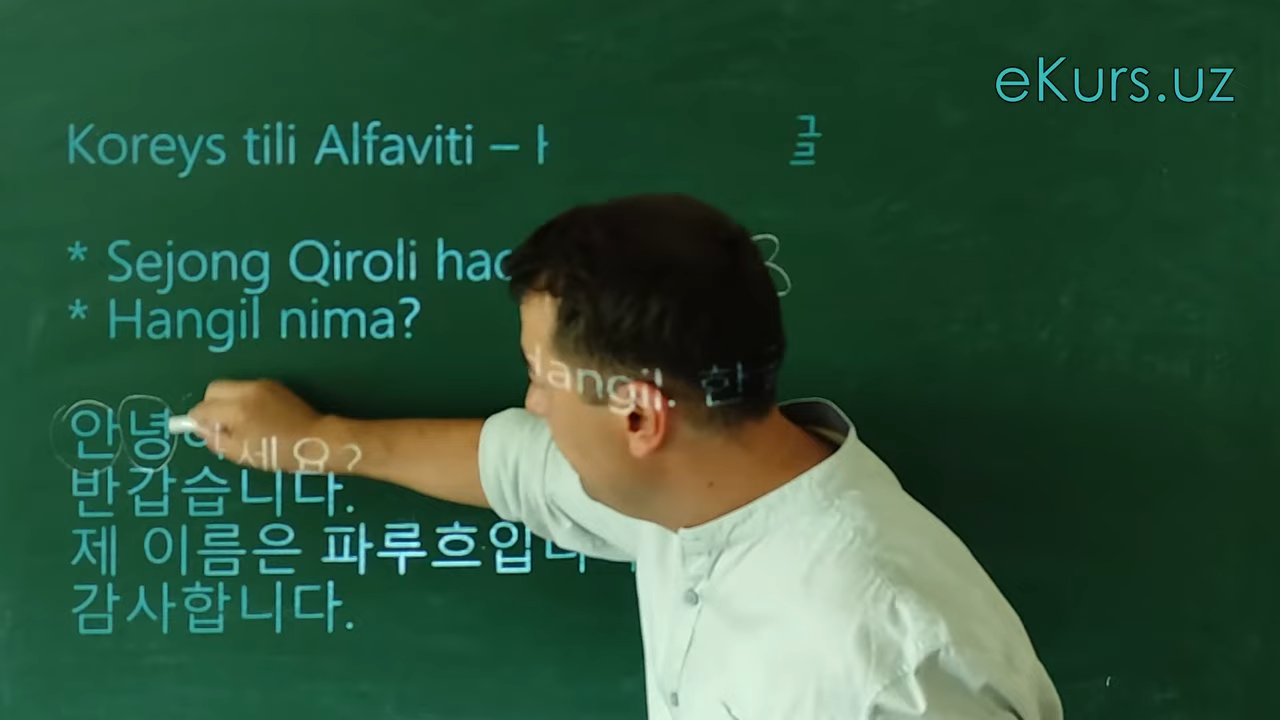 eKurs.uz
Koreys tili Alfaviti – 글
* Sejong Qiroli
* Hangil nima?
Hangil. 한
안녕하세요?
반갑습니다.
제 이름은 파루흐입니
감사합니다.